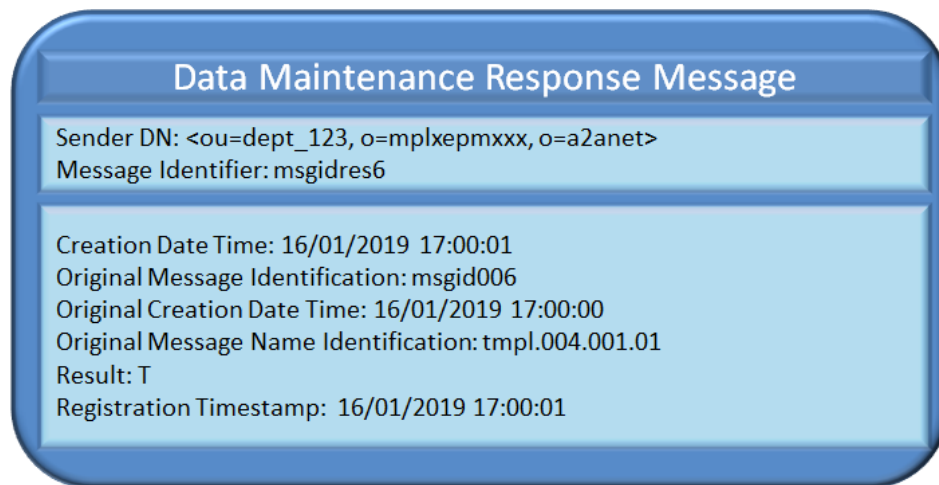 Data Maintenance Response Message
Sender DN: <ou=dept_123, o=mplxepmxxx, o=a2anet>
Message Identifier: msgidres6
Creation Date Time: 16/01/2019 17:00:01
Original Message Identification: msgid006
Original Creation Date Time: 16/01/2019 17:00:00
Original Message Name Identification: tmpl.004.001.01
Result: T
Registration Timestamp: 16/01/2019 17:00:01